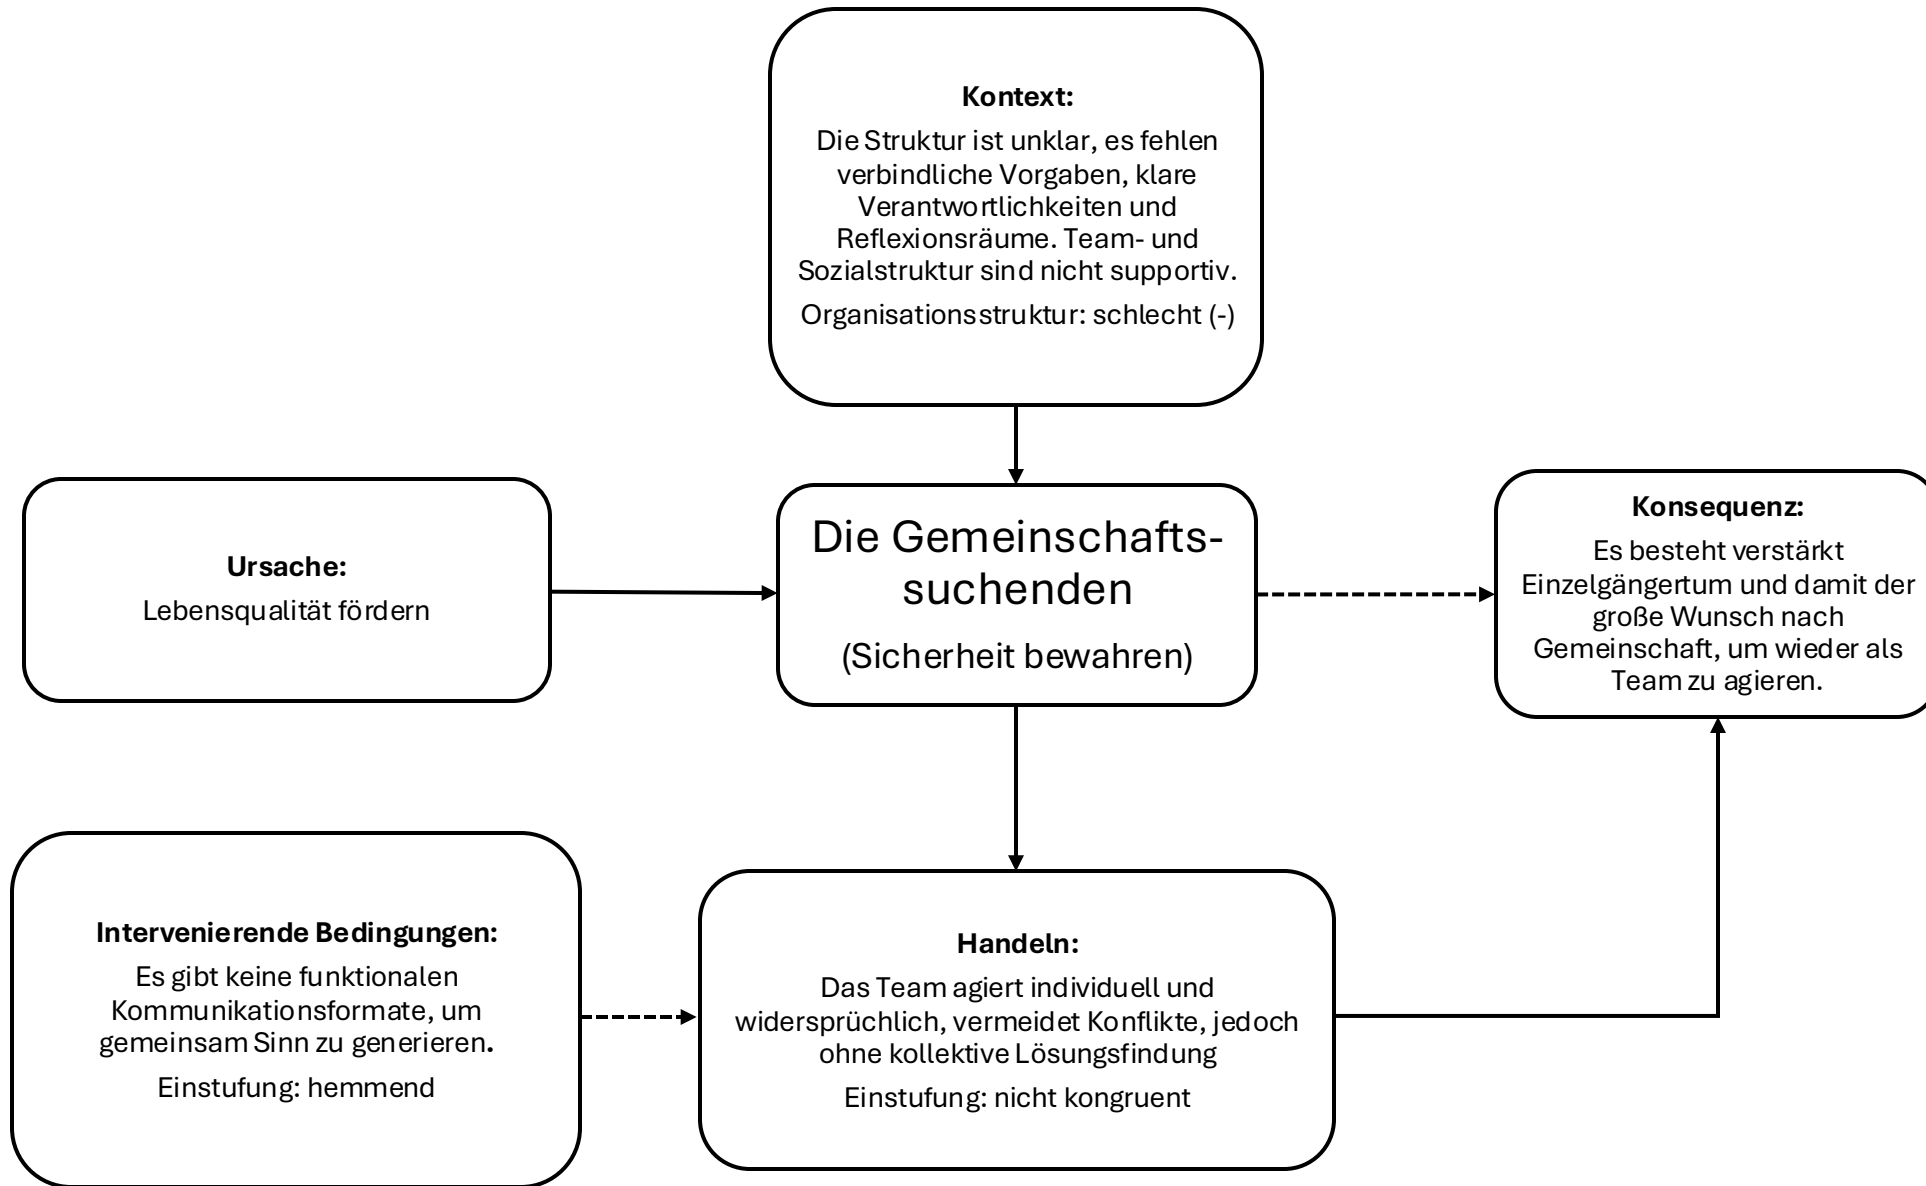 Kontext:
Die Struktur ist unklar, es fehlen
verbindliche Vorgaben, klare
Verantwortlichkeiten und
Reflexionsräume. Team- und
Sozialstruktur sind nicht supportiv.
Organisationsstruktur: schlecht (-)
Ursache:
Lebensqualität fördern
Die Gemeinschafts-
suchenden
(Sicherheit bewahren)
Konsequenz:
Es besteht verstärkt
Einzelgängertum und damit der
große Wunsch nach
Gemeinschaft, um wieder als
Team zu agieren.
Intervenierende Bedingungen:
Es gibt keine funktionalen
Kommunikationsformate, um
gemeinsam Sinn zu generieren.
Einstufung: hemmend
Handeln:
Das Team agiert individuell und
widersprüchlich, vermeidet Konflikte, jedoch
ohne kollektive Lösungsfindung
Einstufung: nicht kongruent